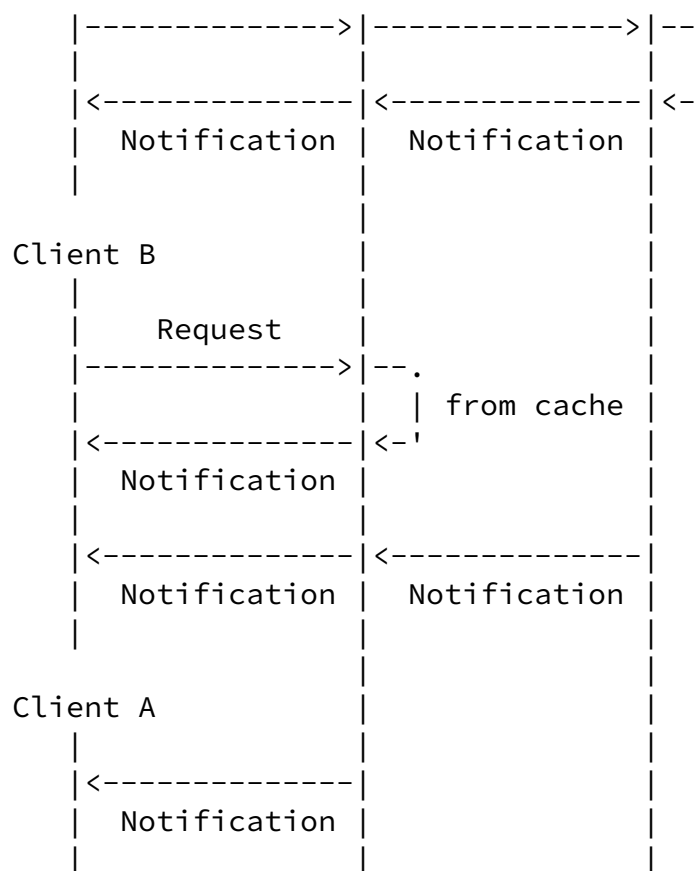 Notification Notification
Client B
Request
from cache
Notification
Notification Notification
Client A
Notification